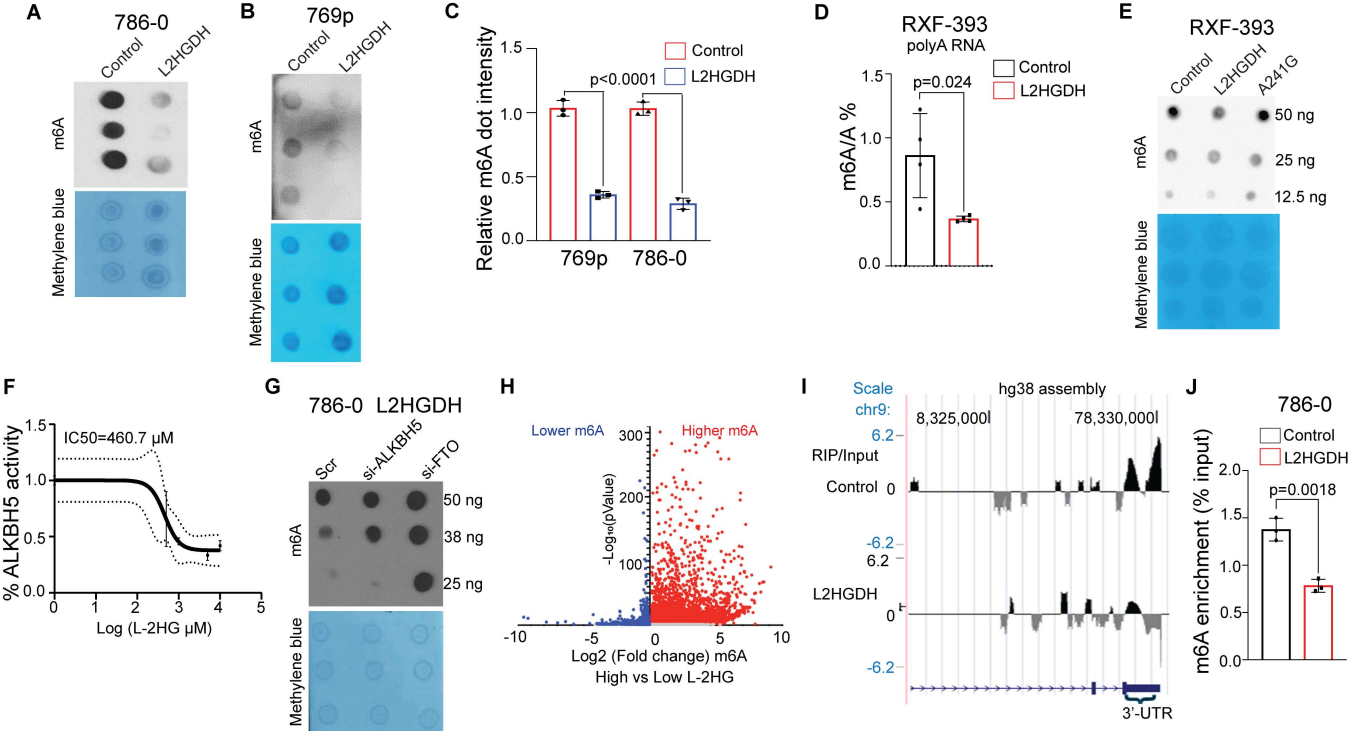 A
786-0
Control
L2HGDH
m6A
Methylene blue
B
769p
Control
L2HGDH
m6A
Methylene blue
C
Relative m6A dot intensity
1.5
1.0
0.5
0.0
p<0.0001
Control
L2HGDH
769p
786-0
D
RXF-393
polyA RNA
m6A/A %
1.5
1.0
0.5
0.0
p=0.024
Control
L2HGDH
E
RXF-393
Control
L2HGDH
A241G
m6A
50 ng
25 ng
12.5 ng
Methylene blue
F
% ALKBH5 activity
1.5
1.0
0.5
0.0
IC50=460.7 µM
0 1 2 3 4 5
Log (L-2HG µM)
G
786-0 L2HGDH
Scr
si-ALKBH5
si-FTO
m6A
50 ng
38 ng
25 ng
Methylene blue
H
Lower m6A
Higher m6A
300
200
100
-Log₁₀(pValue)
-10 -5 0 5 10
Log2 (Fold change) m6A
High vs Low L-2HG
I
Scale
hg38 assembly
chr9:
8,325,000l
78,330,000l
6.2
RIP/Input
Control
0
-6.2
6.2
L2HGDH
0
-6.2
3'-UTR
J
786-0
Control
L2HGDH
m6A enrichment (% input)
2.0
1.5
1.0
0.5
0.0
p=0.0018